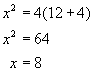 x² = 4(12 + 4)
x² = 64
x = 8